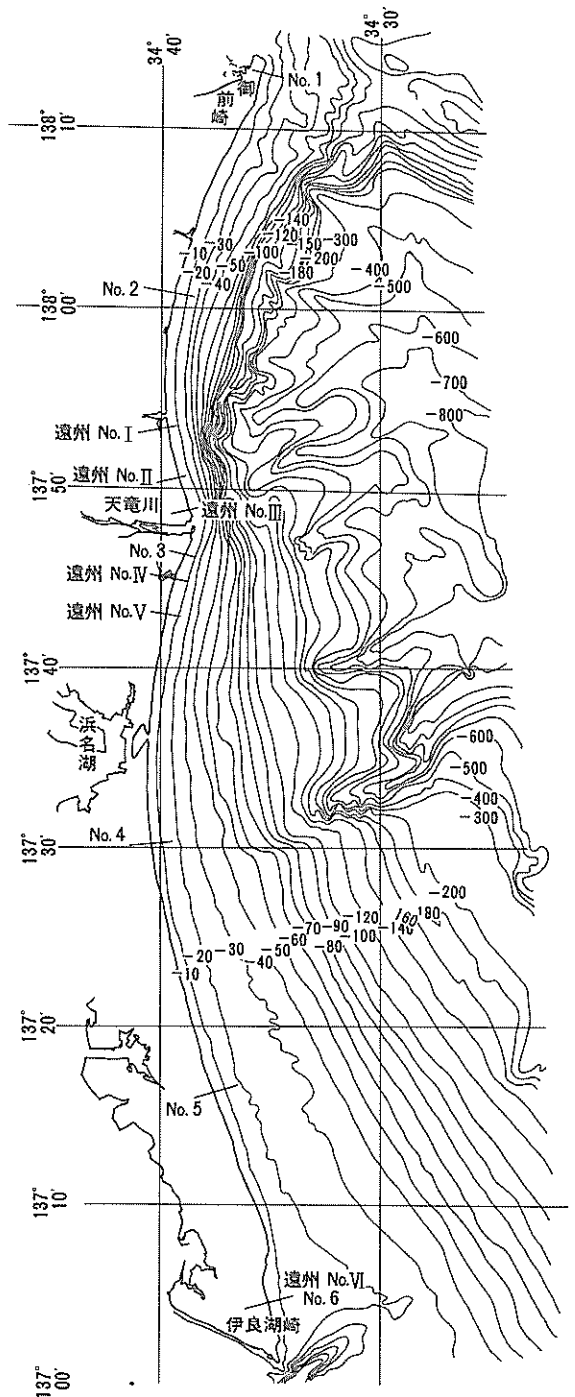 34° 40′
34° 30′
御前崎
No. 1
138° 10′
-140
-30
-120
-10
-100
-150
-300
-20
-50
-200
-40
-180
-400
-500
No. 2
138° 00′
-600
-700
-800
遠州 No. Ⅰ
遠州 No. Ⅱ
137° 50′
天竜川
遠州 No. Ⅲ
No. 3
遠州 No. Ⅳ
遠州 No. Ⅴ
137° 40′
浜名湖
-600
-500
-400
-300
No. 4
137° 30′
-200
-120
160
-180
-70
-90
-140
-60
-100
-20
-30
-50
-80
-10
-40
137° 20′
No. 5
137° 10′
遠州 No. Ⅵ
No. 6
伊良湖崎
137° 00′